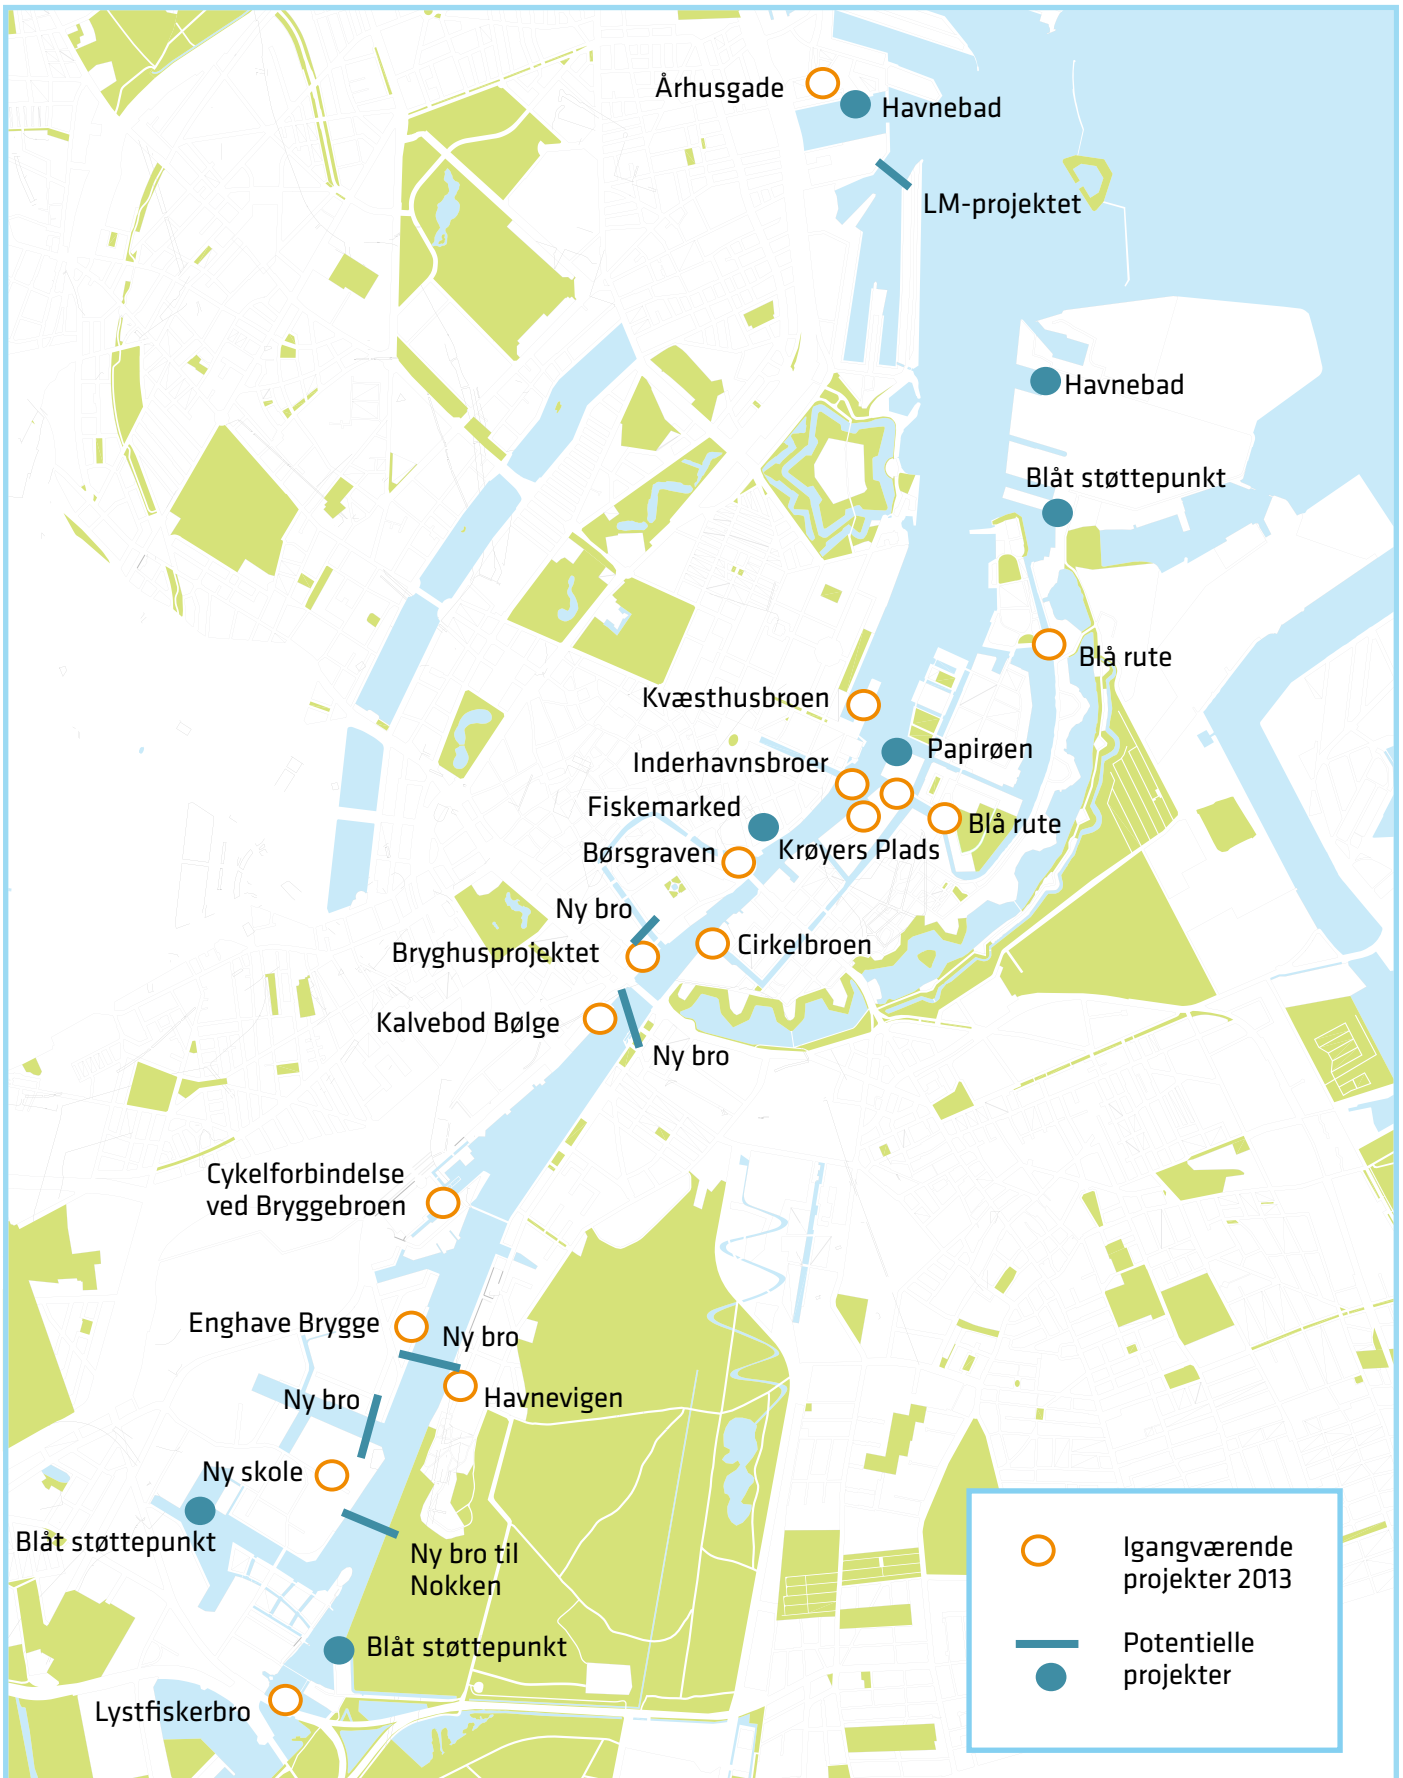 Århusgade
Havnebad
LM-projektet
Havnebad
Blåt støttepunkt
Blå rute
Kvæsthusbroen
Papirøen
Inderhavnsbroer
Fiskemarked
Blå rute
Børsgraven
Krøyers Plads
Ny bro
Cirkelbroen
Bryghusprojektet
Kalvebod Bølge
Ny bro
Cykelforbindelse
ved Bryggebroen
Enghave Brygge
Ny bro
Ny bro
Havnevigen
Ny skole
Blåt støttepunkt
Ny bro til
Nokken
Blåt støttepunkt
Lystfiskerbro
Igangværende
projekter 2013
Potentielle
projekter